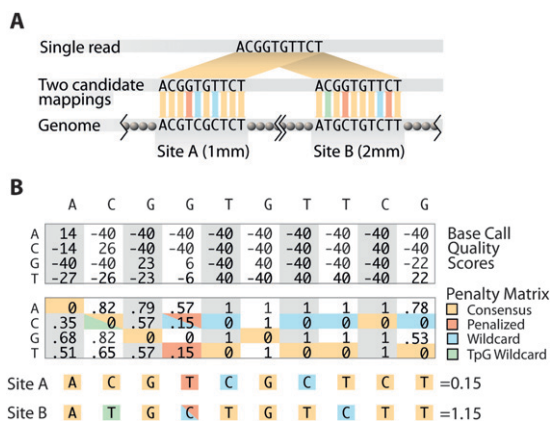 A
Single read ACGGTGTTCT
Two candidate mappings ACGGTGTTCT ACGGTGTTCT
Genome ACGTCGCTCT ATGCTGTCTT
Site A (1mm) Site B (2mm)
B
A C G G T G T T C G
A 14 -40 -40 -40 -40 -40 -40 -40 -40 -40
C -14 26 -40 -40 -40 -40 -40 -40 -40 -40
G -40 -40 23 6 -40 -40 -40 -40 -40 -22
T -27 -26 -23 -6 40 40 40 40 -40 22
Base Call
Quality
Scores
A 0 .82 .79 .57 1 1 1 1 1 .78
C .35 0 .57 .15 0 1 0 0 0 0
G .68 .82 0 0 1 0 1 1 1 .53
T .51 .65 .57 .15 0 1 0 0 1 0
Penalty Matrix
Consensus
Penalized
Wildcard
TpG Wildcard
Site A A C G T C G C T C T =0.15
Site B A T G C T G T C T T =1.15